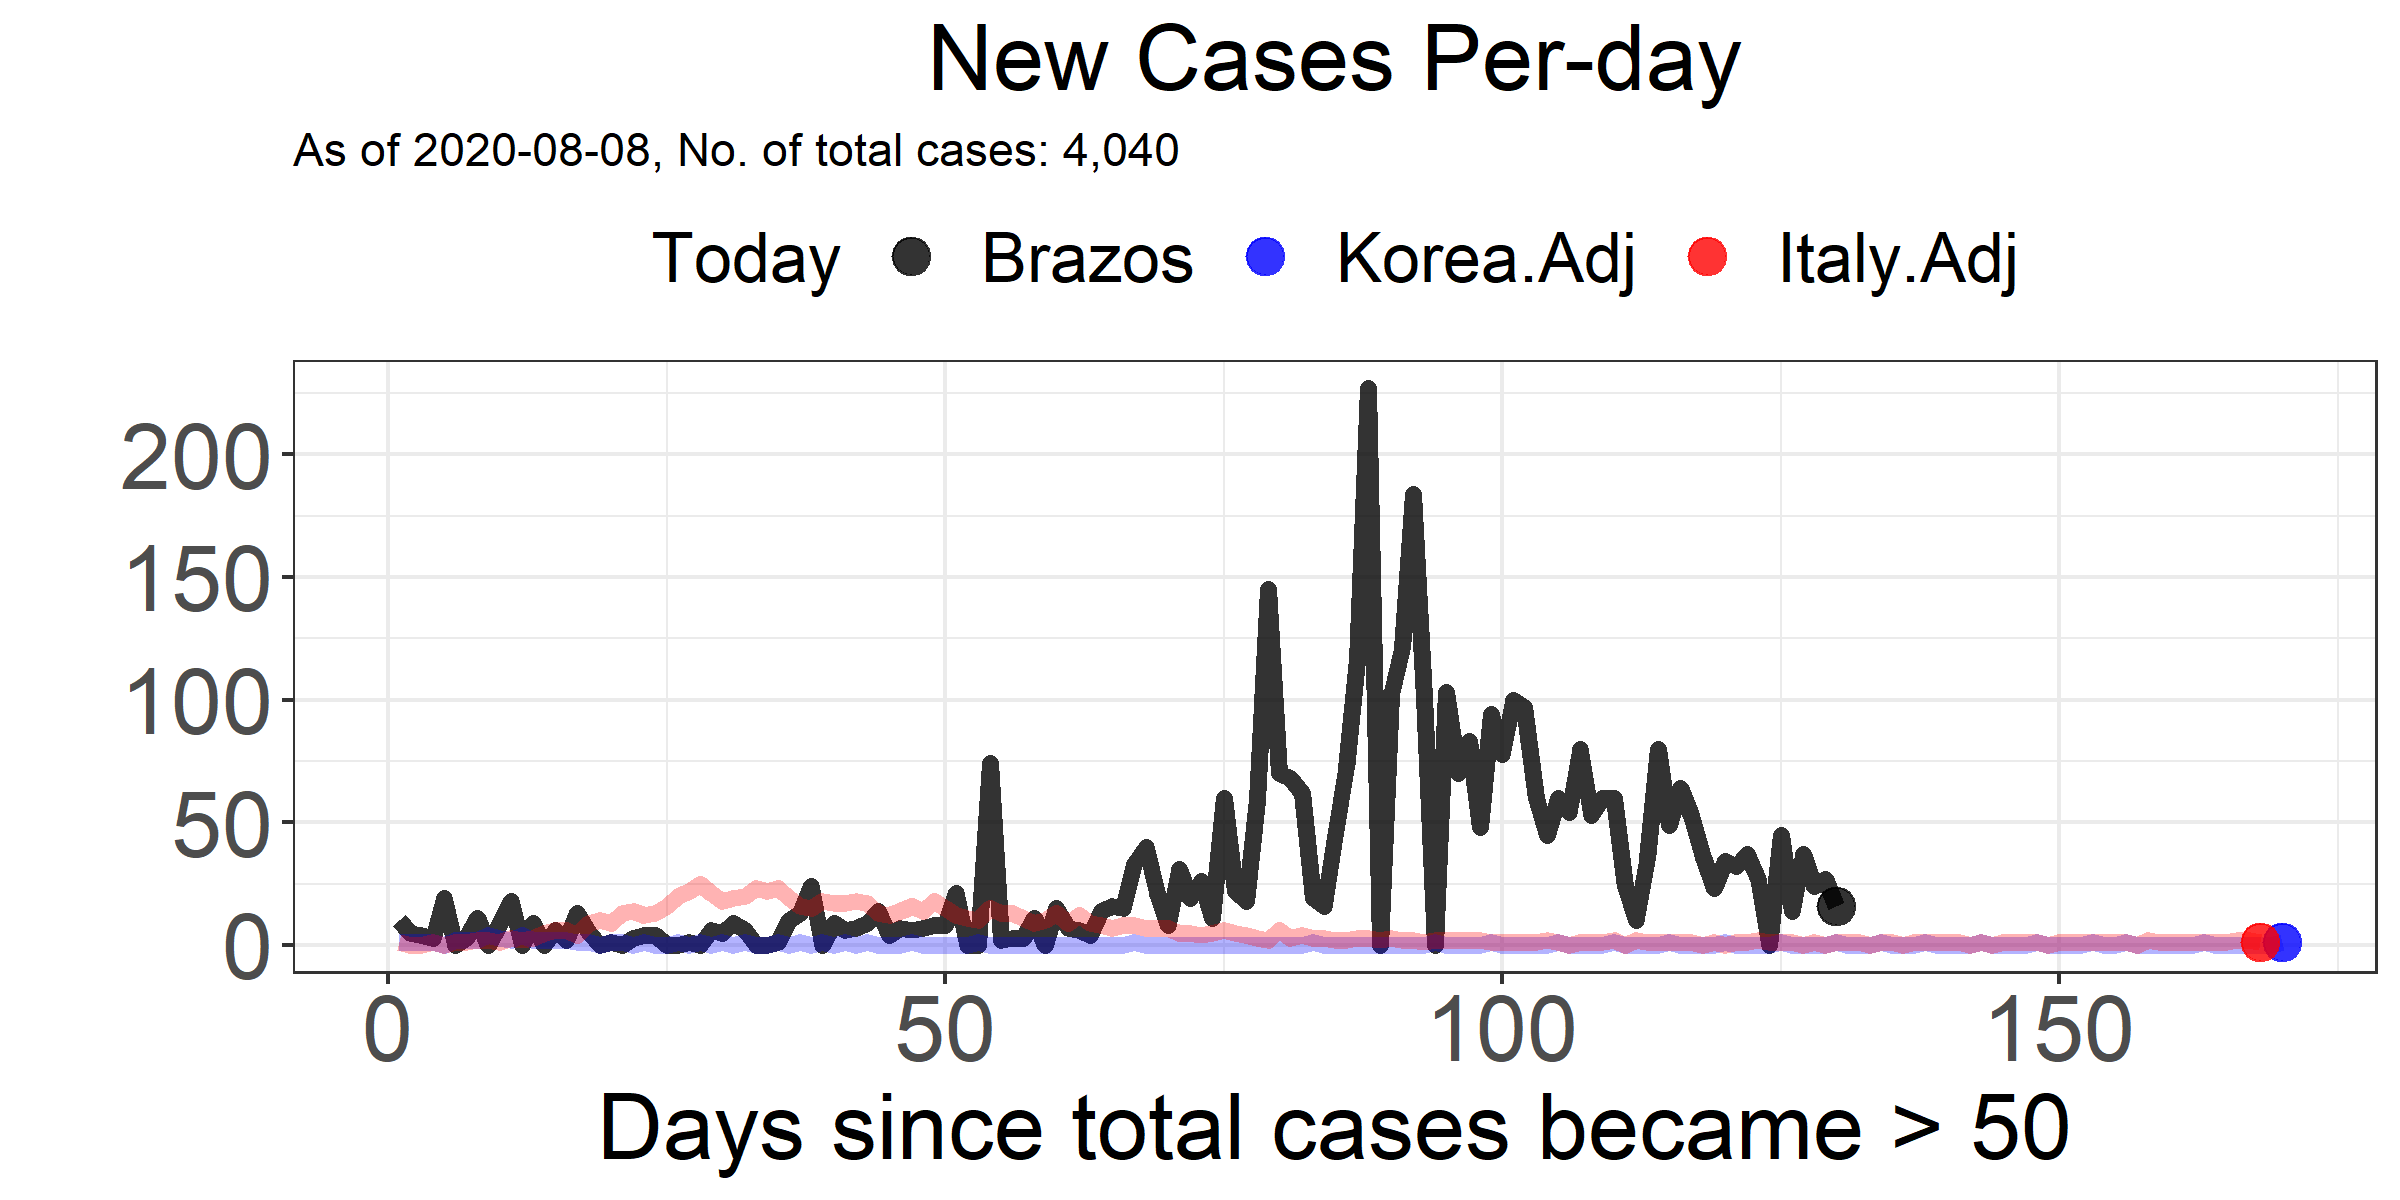 New Cases Per-day
As of 2020-08-08, No. of total cases: 4,040
Today Brazos Korea.Adj Italy.Adj
200
150
100
50
0
0 50 100 150
Days since total cases became > 50